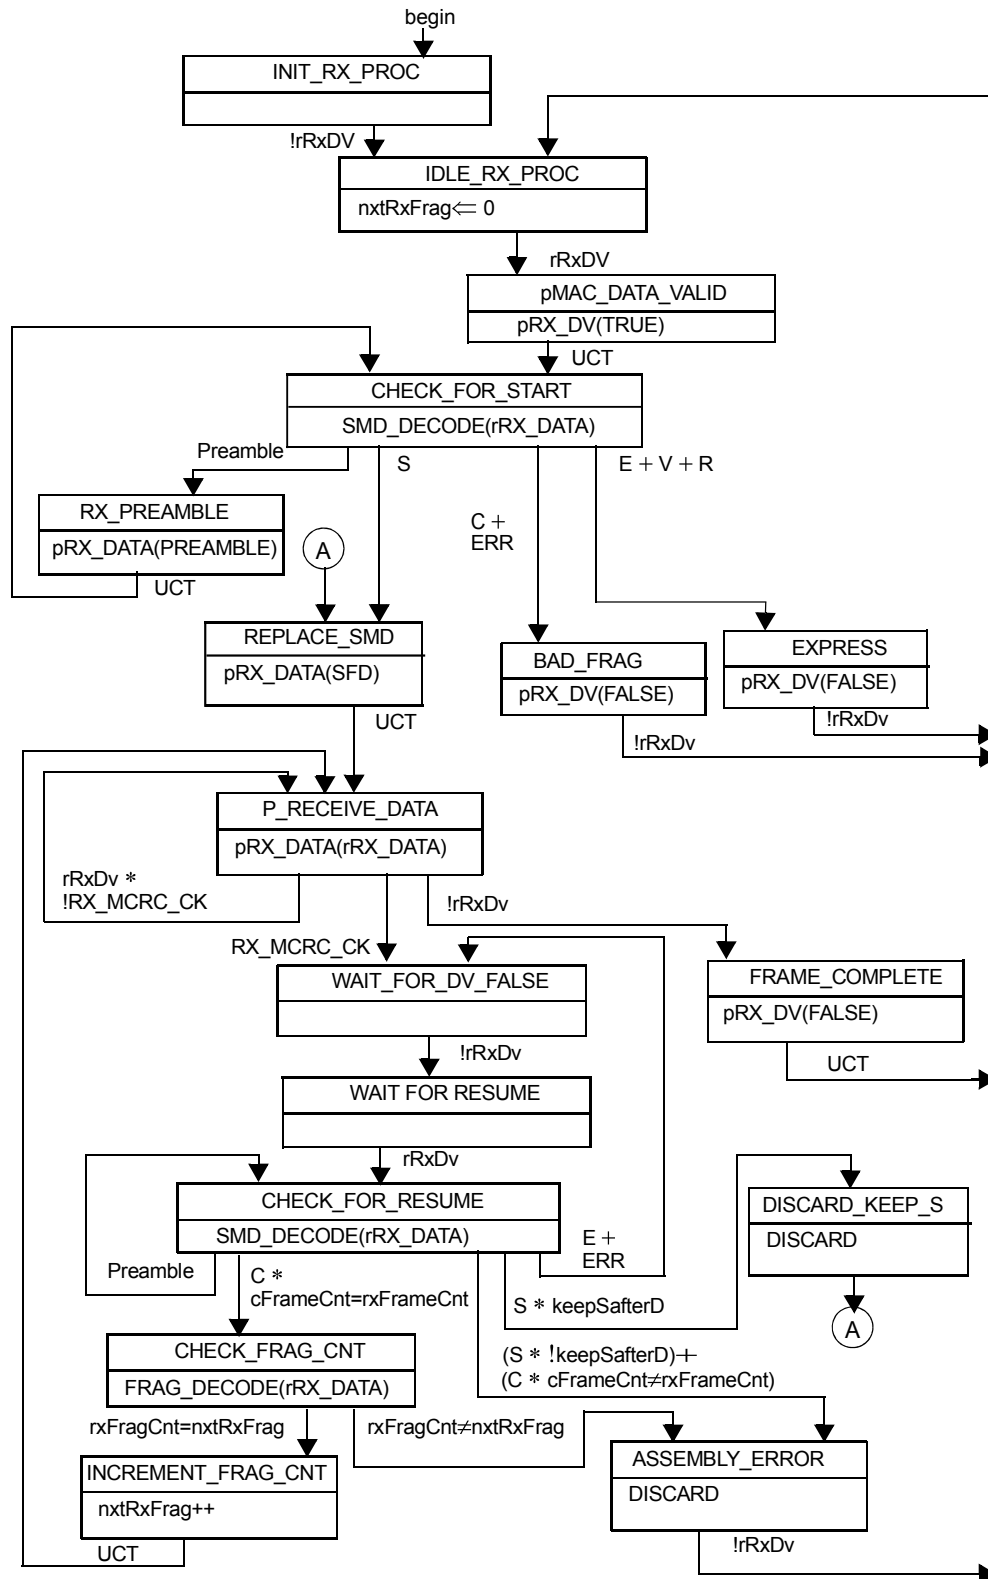 begin
INIT_RX_PROC
!rRxDV
IDLE_RX_PROC
nxtRxFrag⇐ 0
rRxDV
pMAC_DATA_VALID
pRX_DV(TRUE)
UCT
CHECK_FOR_START
SMD_DECODE(rRX_DATA)
Preamble
S
E + V + R
C +
ERR
RX_PREAMBLE
pRX_DATA(PREAMBLE)
UCT
A
REPLACE_SMD
pRX_DATA(SFD)
UCT
BAD_FRAG
pRX_DV(FALSE)
!rRxDv
EXPRESS
pRX_DV(FALSE)
!rRxDv
P_RECEIVE_DATA
pRX_DATA(rRX_DATA)
rRxDv *
!RX_MCRC_CK
RX_MCRC_CK
!rRxDv
WAIT_FOR_DV_FALSE
FRAME_COMPLETE
pRX_DV(FALSE)
UCT
!rRxDv
WAIT FOR RESUME
rRxDv
CHECK_FOR_RESUME
SMD_DECODE(rRX_DATA)
Preamble
C *
cFrameCnt=rxFrameCnt
E +
ERR
S * keepSafterD
DISCARD_KEEP_S
DISCARD
A
(S * !keepSafterD)+
(C * cFrameCnt≠rxFrameCnt)
CHECK_FRAG_CNT
FRAG_DECODE(rRX_DATA)
rxFragCnt=nxtRxFrag
rxFragCnt≠nxtRxFrag
INCREMENT_FRAG_CNT
nxtRxFrag++
UCT
ASSEMBLY_ERROR
DISCARD
!rRxDv